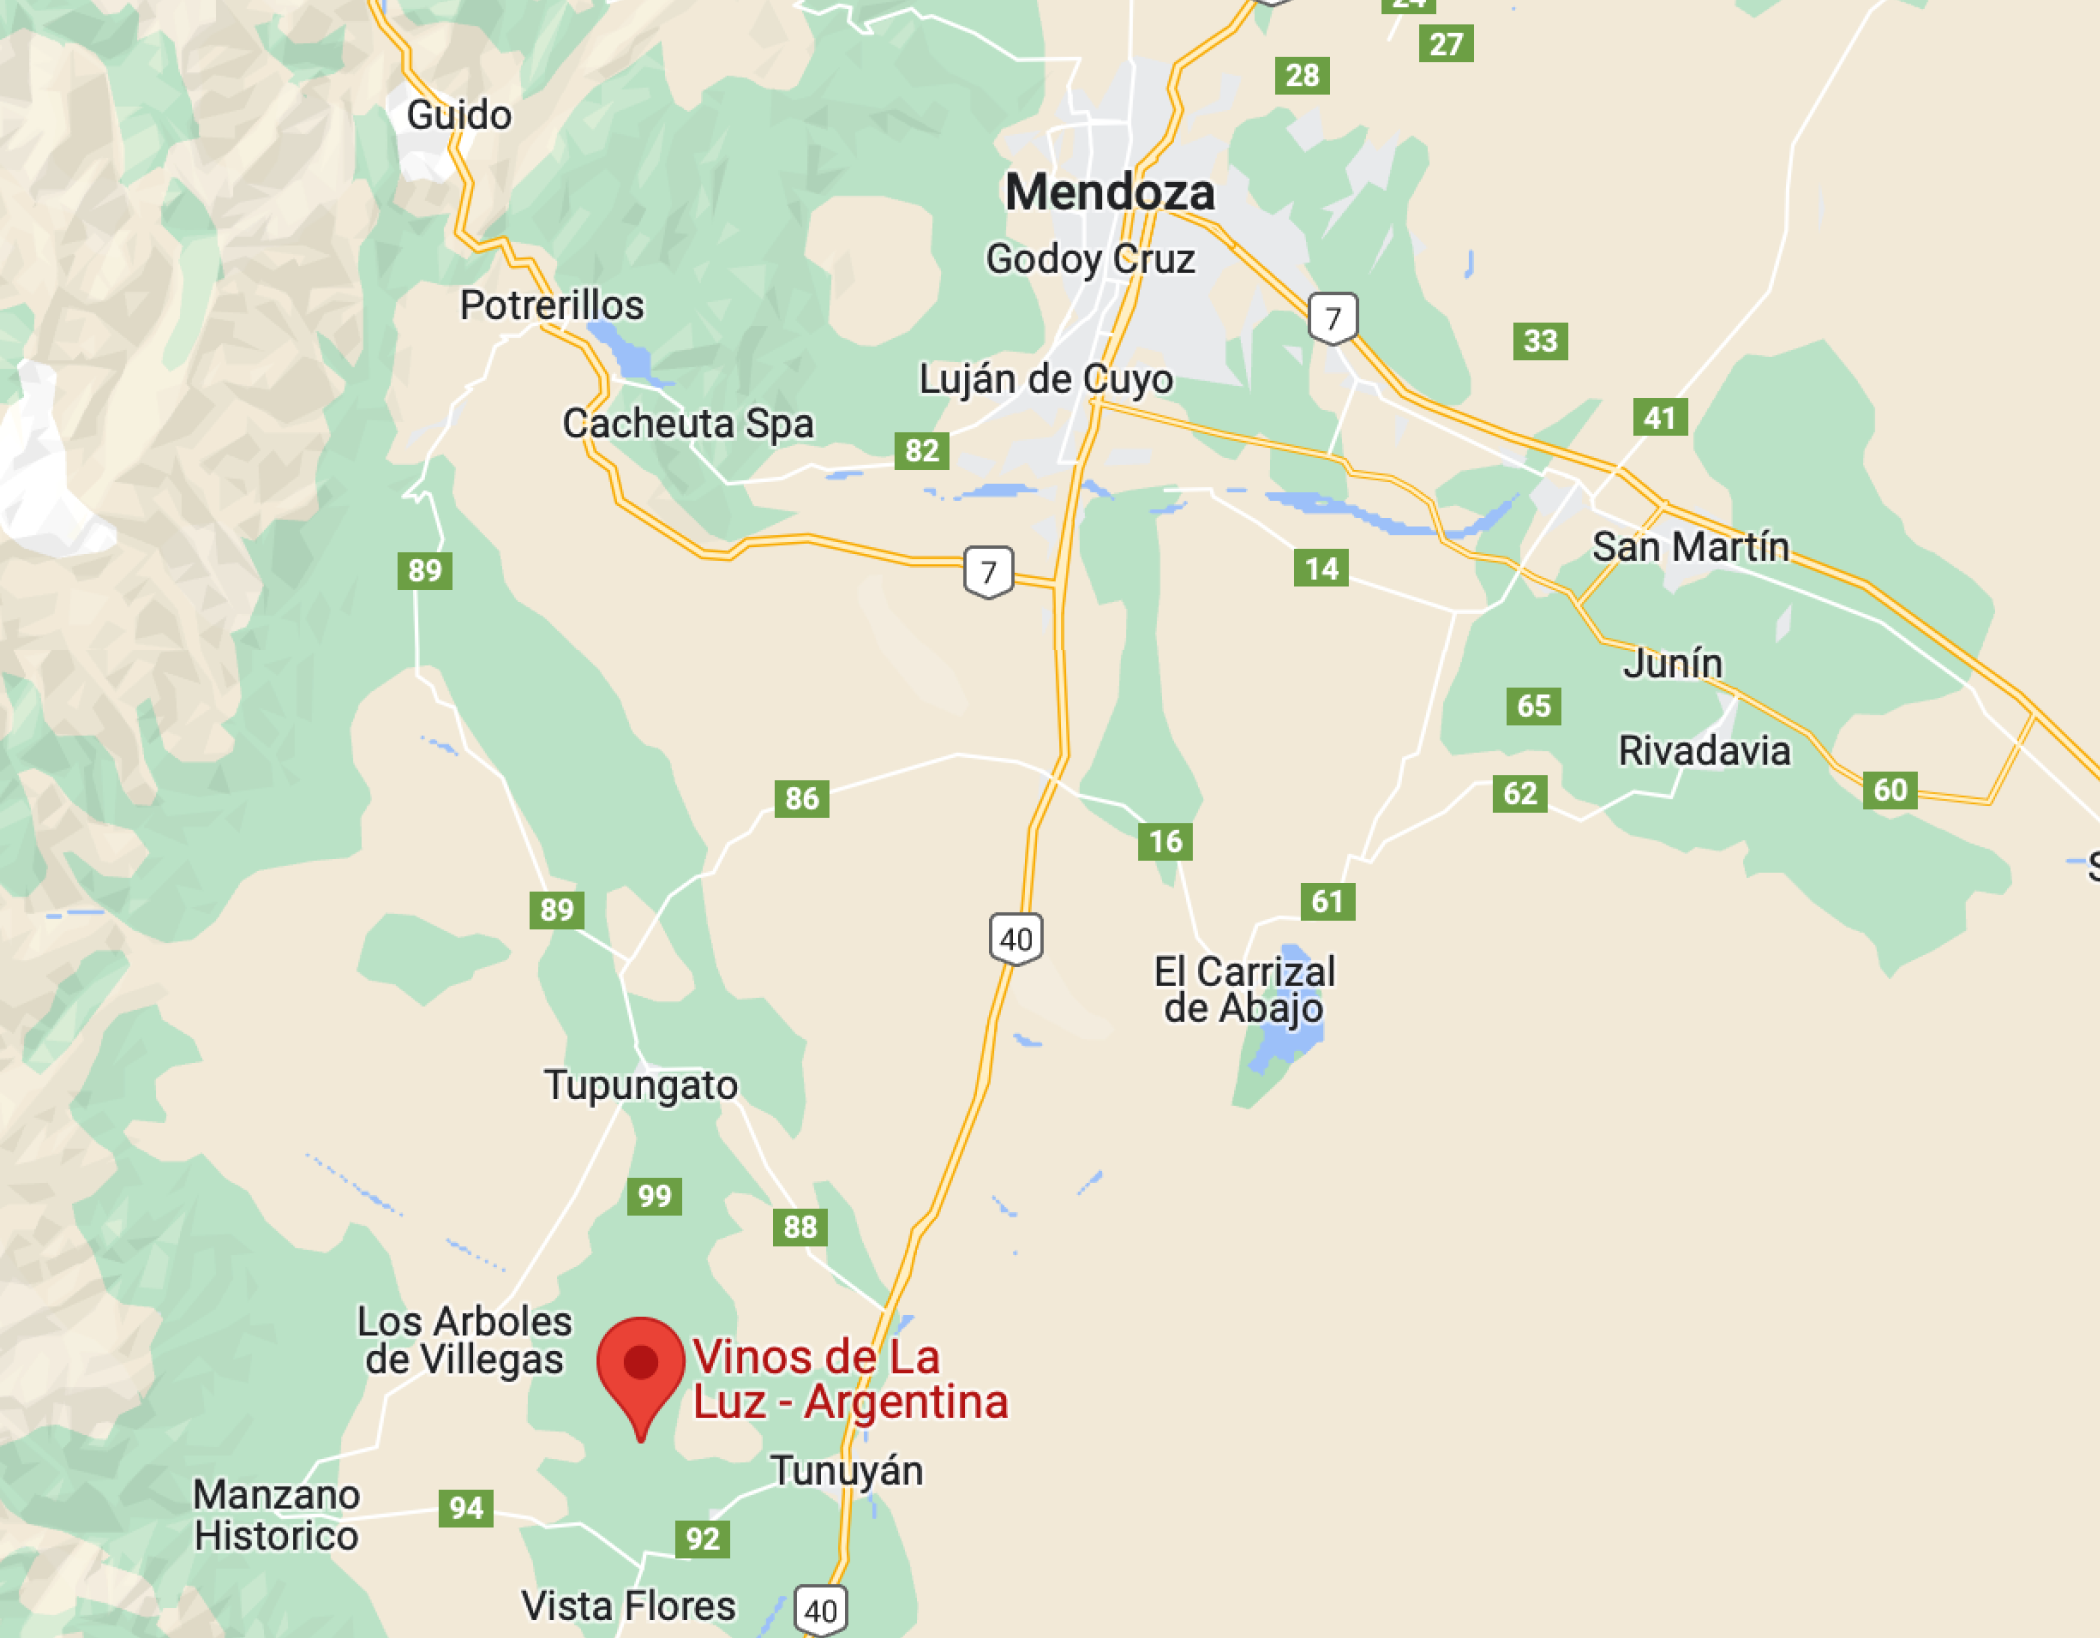 24
27
28
Guido
Mendoza
Godoy Cruz
Potrerillos
7
33
Luján de Cuyo
41
Cacheuta Spa
82
San Martín
89
7
14
Junín
65
Rivadavia
86
62
60
16
61
89
40
El Carrizal
de Abajo
Tupungato
99
88
Los Arboles
de Villegas
Vinos de La
Luz - Argentina
Tunuyán
Manzano
Historico
94
92
Vista Flores
40